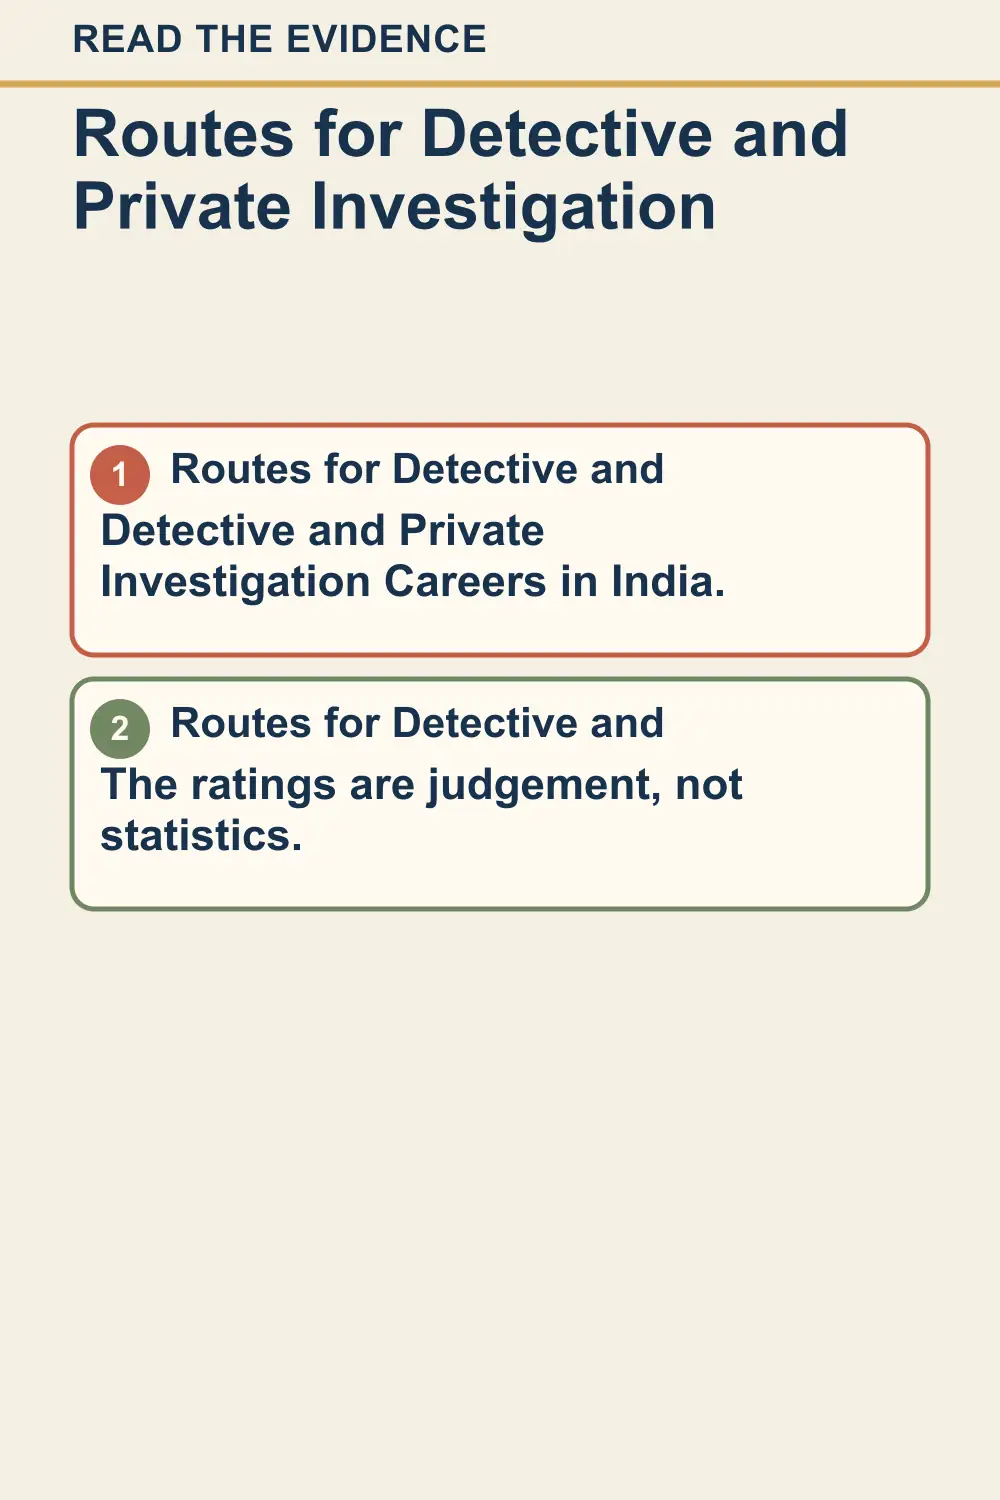 READ THE EVIDENCE
Routes for Detective and
Private Investigation
1 Routes for Detective and
Detective and Private
Investigation Careers in India.
2 Routes for Detective and
The ratings are judgement, not
statistics.